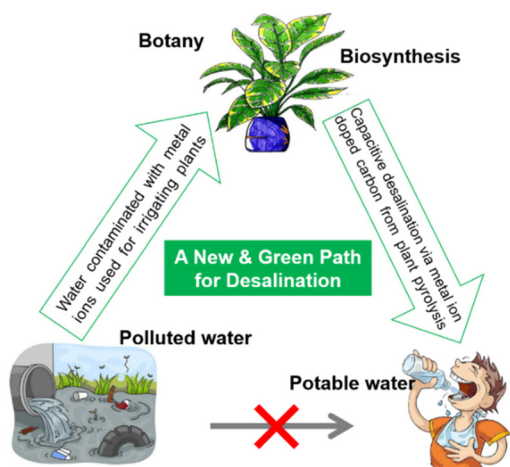 Botany
Biosynthesis
Water contaminated with metal
ions used for irrigating plants
Capacitive desalination via metal ion
doped carbon from plant pyrolysis
A New & Green Path
for Desalination
Polluted water
Potable water